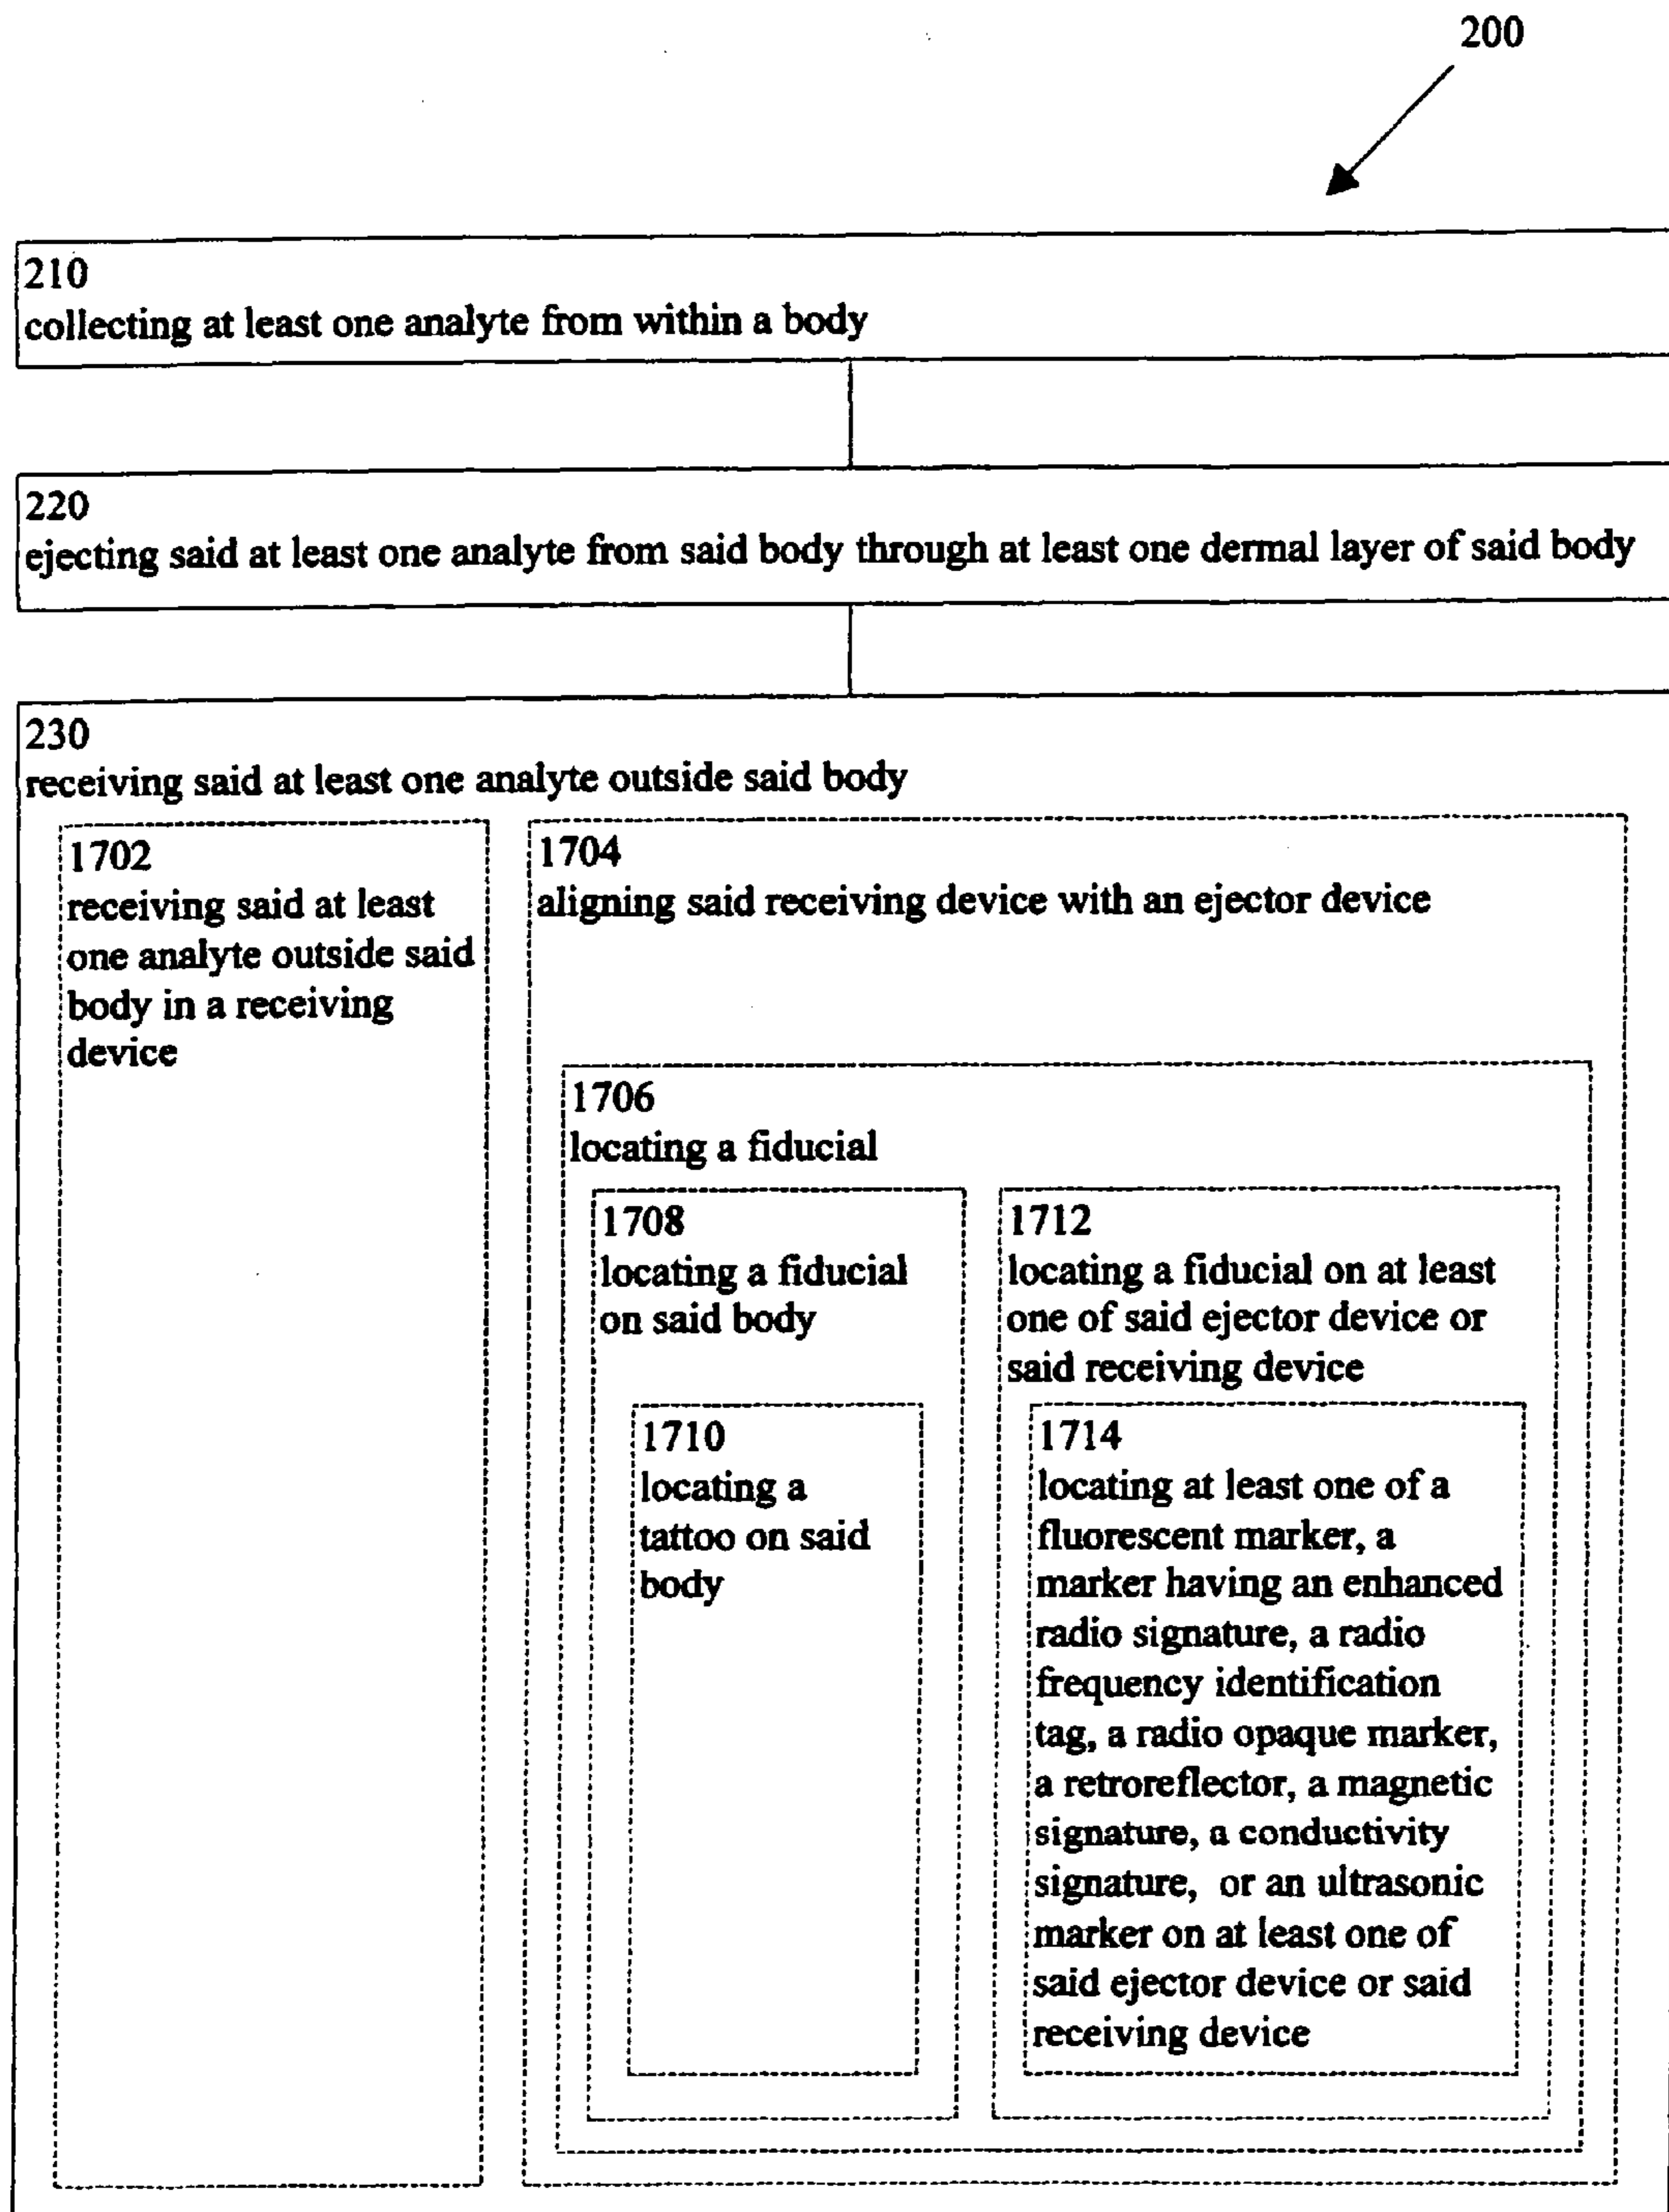 200
210
collecting at least one analyte from within a body
220
ejecting said at least one analyte from said body through at least one dermal layer of said body
230
receiving said at least one analyte outside said body
1702
receiving said at least
one analyte outside said
body in a receiving
device
1704
aligning said receiving device with an ejector device
1706
locating a fiducial
1708
locating a fiducial
on said body
1710
locating a
tattoo on said
body
1712
locating a fiducial on at least
one of said ejector device or
said receiving device
1714
locating at least one of a
fluorescent marker, a
marker having an enhanced
radio signature, a radio
frequency identification
tag, a radio opaque marker,
a retroreflector, a magnetic
signature, a conductivity
signature, or an ultrasonic
marker on at least one of
said ejector device or said
receiving device